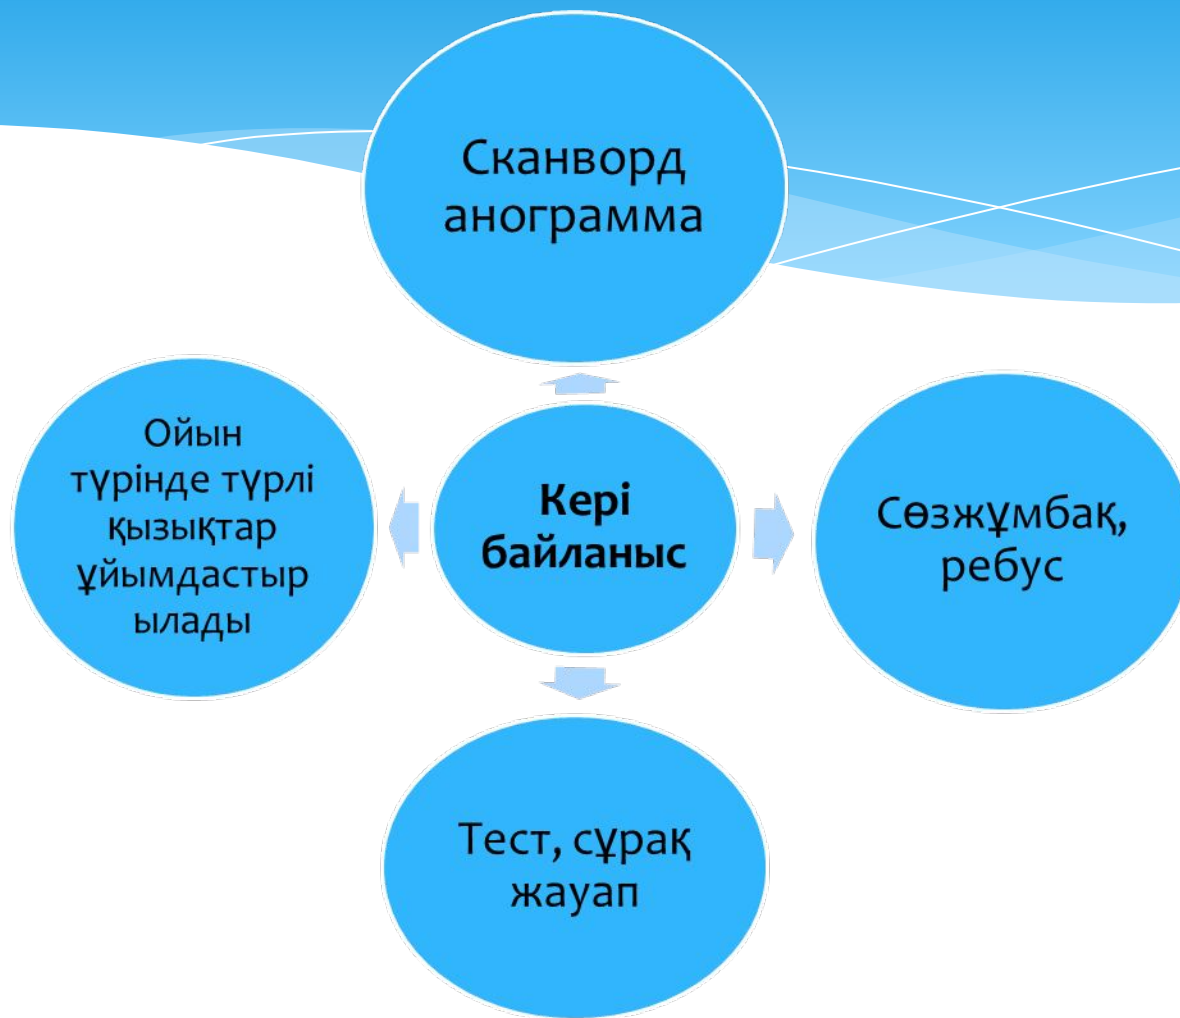 Сканворд
анограмма
Ойын
түрінде түрлі
қызықтар
ұйымдастыр
ылады
Кері
байланыс
Сөзжұмбақ,
ребус
Тест, сұрақ
жауап